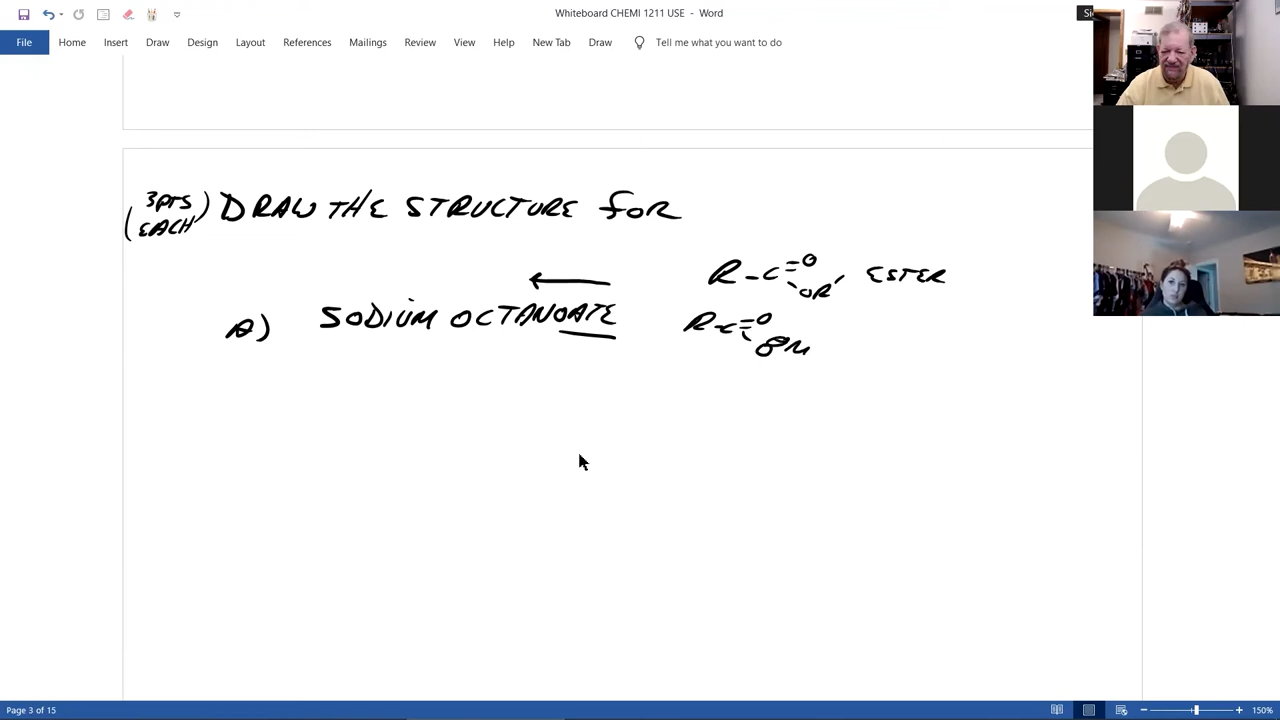 Whiteboard CHEMI 1211 USE - Word
Si
File Home Insert Draw Design Layout References Mailings Review View Help New Tab Draw Tell me what you want to do
(3PTS EACH) DRAW THE STRUCTURE FOR
R-C=O
OR' ESTER
A) SODIUM OCTANOATE
R-C=O
Page 3 of 15
150%